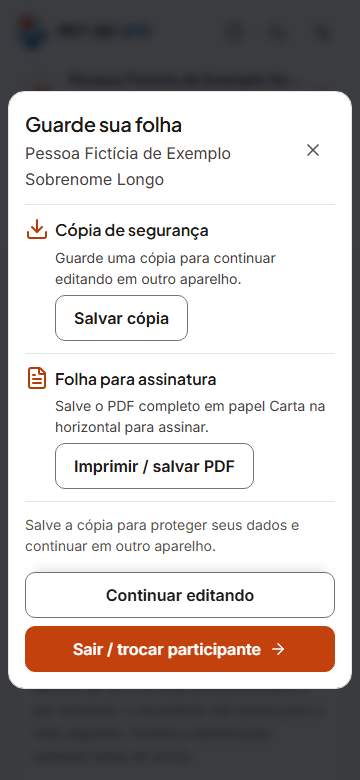 Guarde sua folha
Pessoa Fictícia de Exemplo
Sobrenome Longo
Cópia de segurança
Guarde uma cópia para continuar
editando em outro aparelho.
Salvar cópia
Folha para assinatura
Salve o PDF completo em papel Carta na
horizontal para assinar.
Imprimir / salvar PDF
Salve a cópia para proteger seus dados e
continuar em outro aparelho.
Continuar editando
Sair / trocar participante